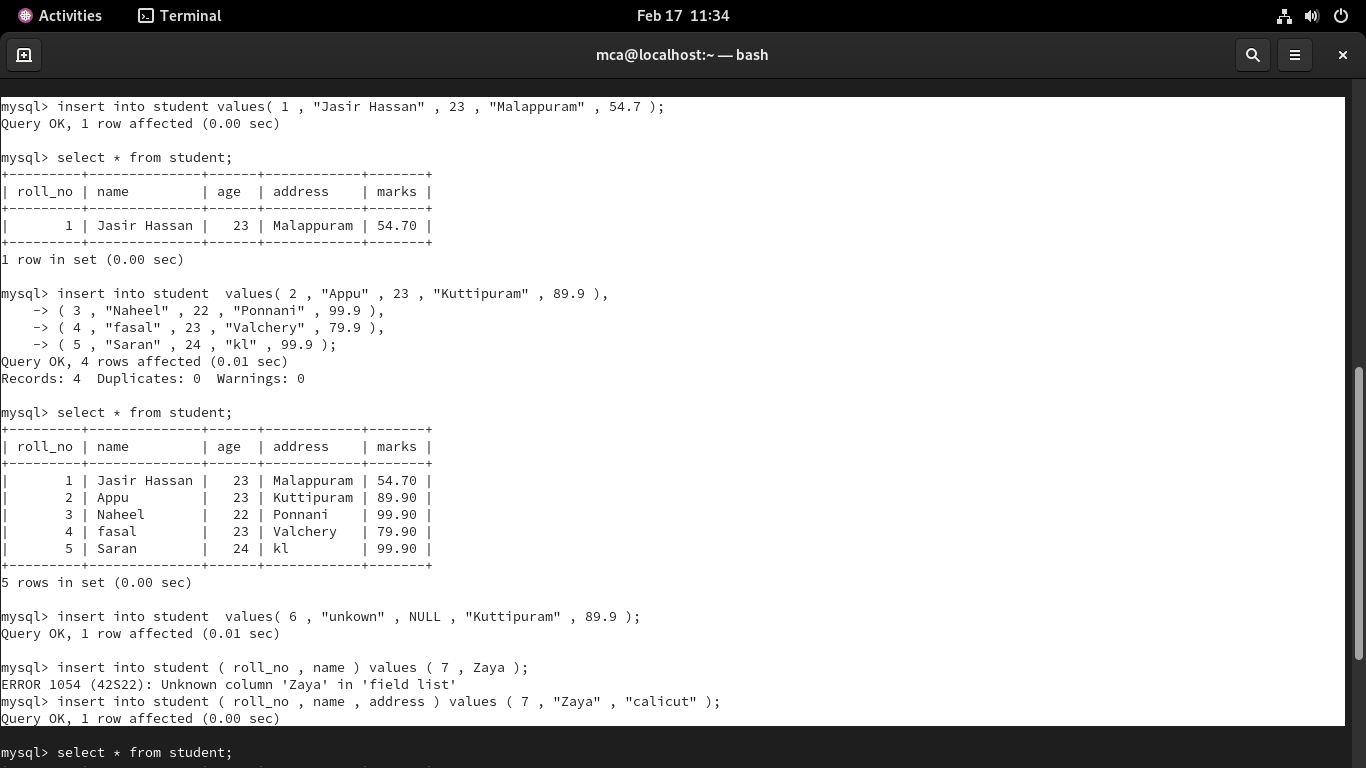 Activities Terminal Feb 17 11:34
mca@localhost:~ — bash
mysql> insert into student values( 1 , "Jasir Hassan" , 23 , "Malappuram" , 54.7 );
Query OK, 1 row affected (0.00 sec)

mysql> select * from student;
+---------+--------------+------+------------+-------+
| roll_no | name         | age  | address    | marks |
+---------+--------------+------+------------+-------+
|       1 | Jasir Hassan |   23 | Malappuram | 54.70 |
+---------+--------------+------+------------+-------+
1 row in set (0.00 sec)

mysql> insert into student  values( 2 , "Appu" , 23 , "Kuttipuram" , 89.9 ),
    -> ( 3 , "Naheel" , 22 , "Ponnani" , 99.9 ),
    -> ( 4 , "fasal" , 23 , "Valchery" , 79.9 ),
    -> ( 5 , "Saran" , 24 , "kl" , 99.9 );
Query OK, 4 rows affected (0.01 sec)
Records: 4  Duplicates: 0  Warnings: 0

mysql> select * from student;
+---------+--------------+------+------------+-------+
| roll_no | name         | age  | address    | marks |
+---------+--------------+------+------------+-------+
|       1 | Jasir Hassan |   23 | Malappuram | 54.70 |
|       2 | Appu         |   23 | Kuttipuram | 89.90 |
|       3 | Naheel       |   22 | Ponnani    | 99.90 |
|       4 | fasal        |   23 | Valchery   | 79.90 |
|       5 | Saran        |   24 | kl         | 99.90 |
+---------+--------------+------+------------+-------+
5 rows in set (0.00 sec)

mysql> insert into student  values( 6 , "unkown" , NULL , "Kuttipuram" , 89.9 );
Query OK, 1 row affected (0.01 sec)

mysql> insert into student ( roll_no , name ) values ( 7 , Zaya );
ERROR 1054 (42S22): Unknown column 'Zaya' in 'field list'
mysql> insert into student ( roll_no , name , address ) values ( 7 , "Zaya" , "calicut" );
Query OK, 1 row affected (0.00 sec)

mysql> select * from student;